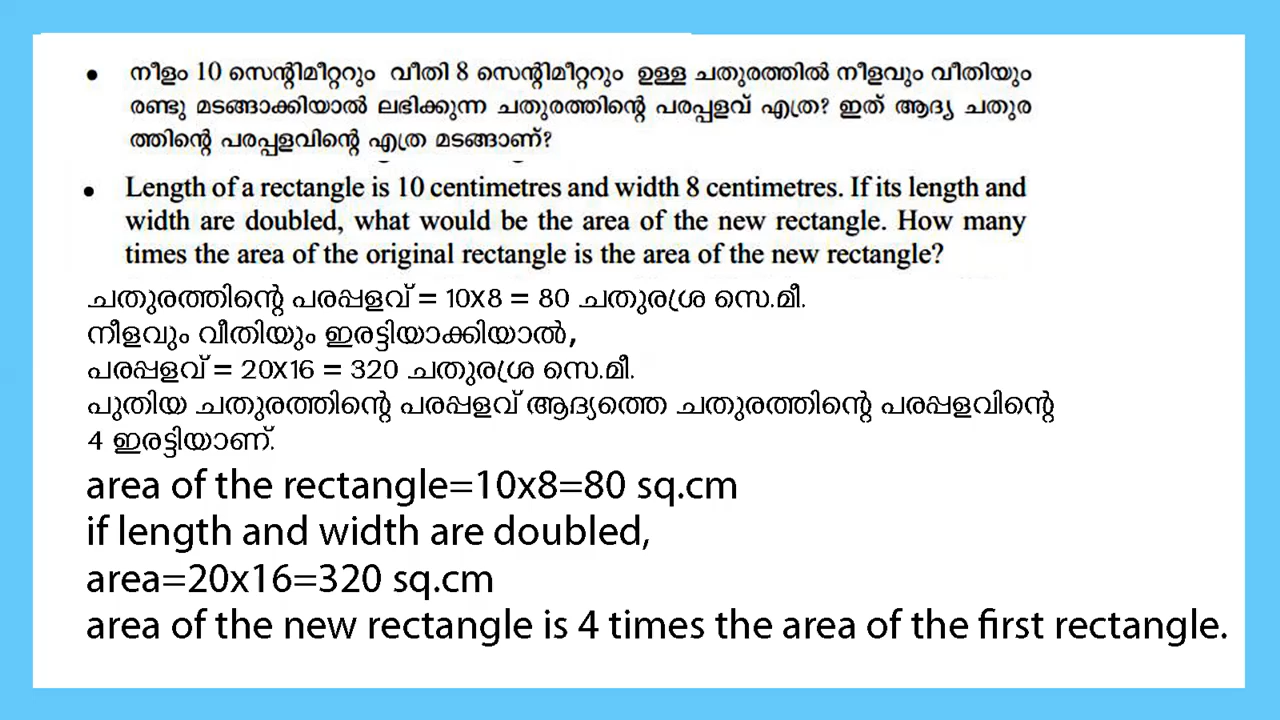 • നീളം 10 സെന്റിമീറ്ററും വീതി 8 സെന്റിമീറ്ററും ഉള്ള ചതുരത്തിൽ നീളവും വീതിയും
രണ്ടു മടങ്ങാക്കിയാൽ ലഭിക്കുന്ന ചതുരത്തിന്റെ പരപ്പളവ് എത്ര? ഇത് ആദ്യ ചതുര
ത്തിന്റെ പരപ്പളവിന്റെ എത്ര മടങ്ങാണ്?
• Length of a rectangle is 10 centimetres and width 8 centimetres. If its length and
width are doubled, what would be the area of the new rectangle. How many
times the area of the original rectangle is the area of the new rectangle?
ചതുരത്തിന്റെ പരപ്പളവ് = 10x8 = 80 ചതുരശ്ര സെ.മീ.
നീളവും വീതിയും ഇരട്ടിയാക്കിയാൽ,
പരപ്പളവ് = 20x16 = 320 ചതുരശ്ര സെ.മീ.
പുതിയ ചതുരത്തിന്റെ പരപ്പളവ് ആദ്യത്തെ ചതുരത്തിന്റെ പരപ്പളവിന്റെ
4 ഇരട്ടിയാണ്.
area of the rectangle=10x8=80 sq.cm
if length and width are doubled,
area=20x16=320 sq.cm
area of the new rectangle is 4 times the area of the first rectangle.